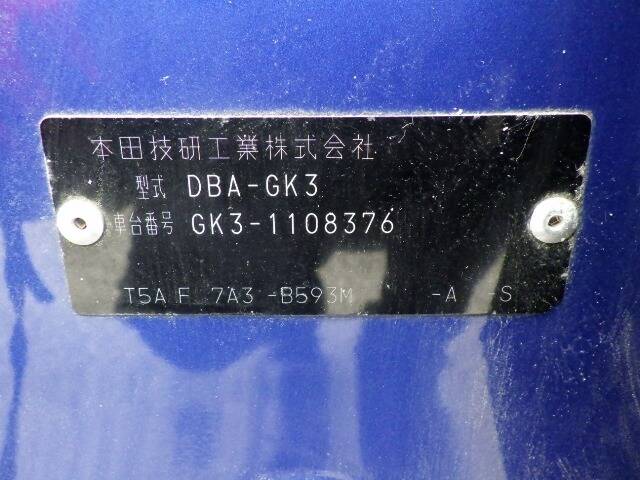 本田技研工業株式会社
型式 DBA-GK3
車台番号 GK3-1108376
T5A F 7A3 -B593M -A -S